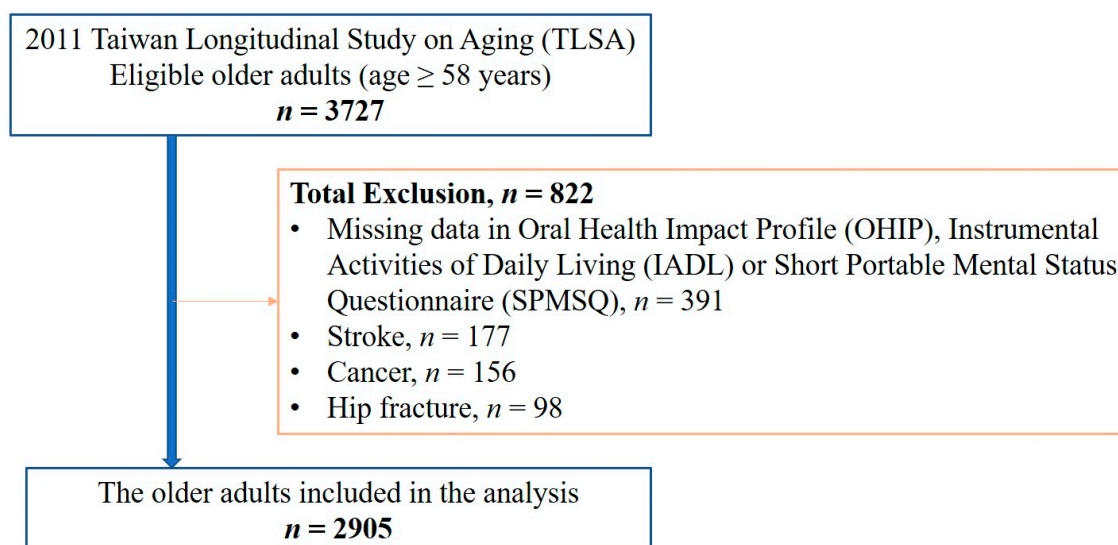 2011 Taiwan Longitudinal Study on Aging (TLSA)
Eligible older adults (age ≥ 58 years)
n = 3727
Total Exclusion, n = 822
• Missing data in Oral Health Impact Profile (OHIP), Instrumental
Activities of Daily Living (IADL) or Short Portable Mental Status
Questionnaire (SPMSQ), n = 391
• Stroke, n = 177
• Cancer, n = 156
• Hip fracture, n = 98
The older adults included in the analysis
n = 2905